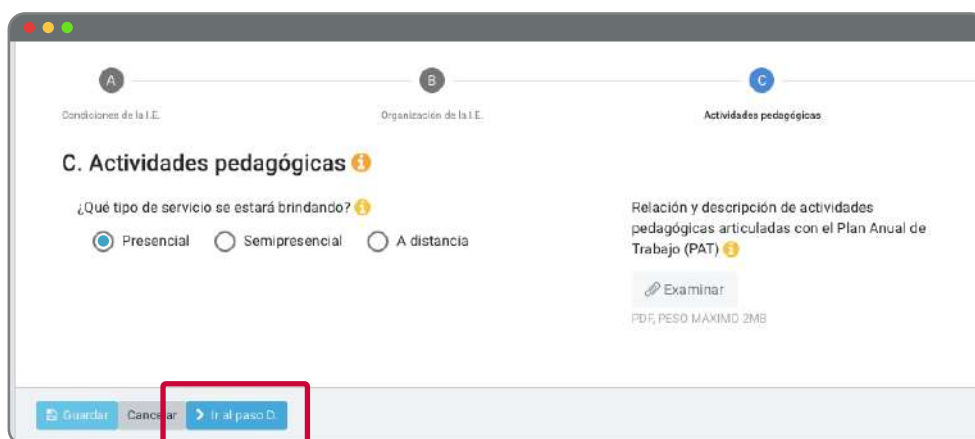 A
B
C
Condiciones de la I.E.
Organización de la I.E.
Actividades pedagógicas
C. Actividades pedagógicas
¿Qué tipo de servicio se estará brindando?
Presencial
Semipresencial
A distancia
Relación y descripción de actividades
pedagógicas articuladas con el Plan Anual de
Trabajo (PAT)
Examinar
PDF, PESO MAXIMO 2MB
Guardar
Cancelar
Ir al paso D.